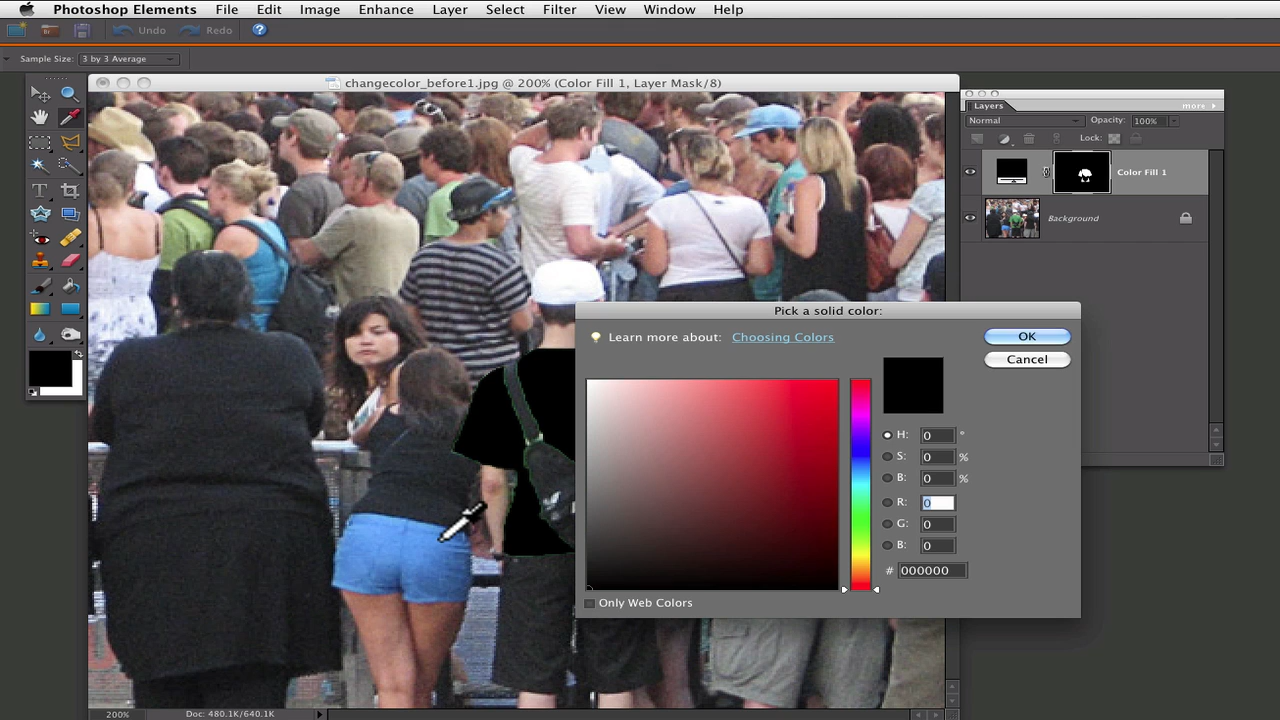 Photoshop Elements File Edit Image Enhance Layer Select Filter View Window Help
Br Undo Redo ?
Sample Size: 3 by 3 Average
changecolor_before1.jpg @ 200% (Color Fill 1, Layer Mask/8)
Layers more
Normal Opacity: 100%
Lock:
Color Fill 1
Background
T
Pick a solid color:
Learn more about: Choosing Colors
OK
Cancel
H: 0 °
S: 0 %
B: 0 %
R: 0
G: 0
B: 0
# 000000
Only Web Colors
200% Doc: 480.1K/640.1K